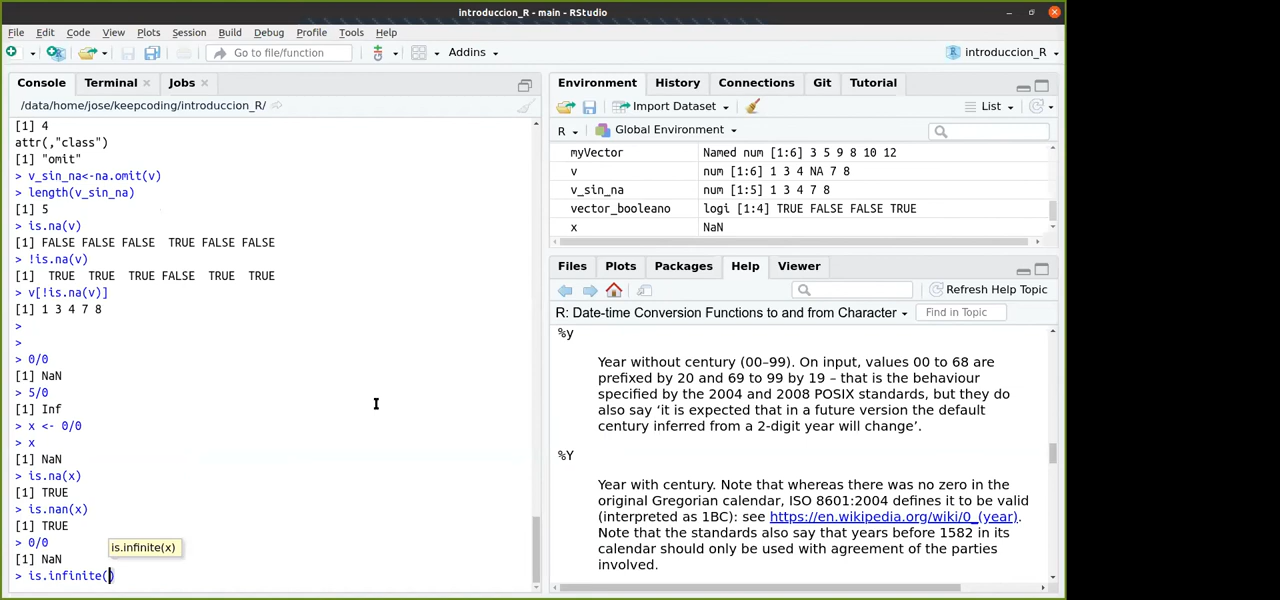 introduccion_R - main - RStudio
File Edit Code View Plots Session Build Debug Profile Tools Help
Go to file/function Addins introduccion_R
Console Terminal Jobs
/data/home/jose/keepcoding/introduccion_R/
[1] 4
attr(,"class")
[1] "omit"
> v_sin_na<-na.omit(v)
> length(v_sin_na)
[1] 5
> is.na(v)
[1] FALSE FALSE FALSE  TRUE FALSE FALSE
> !is.na(v)
[1]  TRUE  TRUE  TRUE FALSE  TRUE  TRUE
> v[!is.na(v)]
[1] 1 3 4 7 8
>
>
> 0/0
[1] NaN
> 5/0
[1] Inf
> x <- 0/0
> x
[1] NaN
> is.na(x)
[1] TRUE
> is.nan(x)
[1] TRUE
> 0/0
is.infinite(x)
[1] NaN
> is.infinite()
Environment History Connections Git Tutorial
Import Dataset List
R Global Environment
myVector Named num [1:6] 3 5 9 8 10 12
v num [1:6] 1 3 4 NA 7 8
v_sin_na num [1:5] 1 3 4 7 8
vector_booleano logi [1:4] TRUE FALSE FALSE TRUE
x NaN
Files Plots Packages Help Viewer
Refresh Help Topic
R: Date-time Conversion Functions to and from Character Find in Topic
%y
Year without century (00–99). On input, values 00 to 68 are
prefixed by 20 and 69 to 99 by 19 – that is the behaviour
specified by the 2004 and 2008 POSIX standards, but they do
also say ‘it is expected that in a future version the default
century inferred from a 2-digit year will change’.
%Y
Year with century. Note that whereas there was no zero in the
original Gregorian calendar, ISO 8601:2004 defines it to be valid
(interpreted as 1BC): see https://en.wikipedia.org/wiki/0_(year).
Note that the standards also say that years before 1582 in its
calendar should only be used with agreement of the parties
involved.